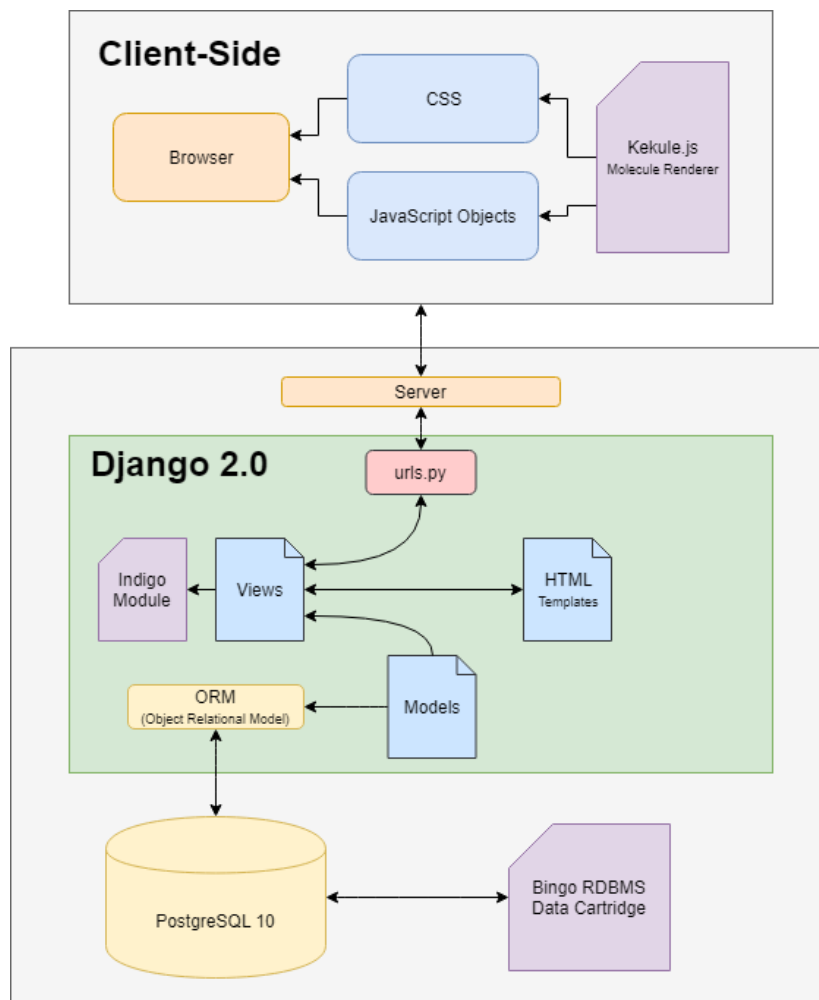 Client-Side
CSS
Browser
Kekule.js
Molecule Renderer
JavaScript Objects
Server
Django 2.0
urls.py
Indigo
Module
Views
HTML
Templates
ORM
(Object Relational Model)
Models
PostgreSQL 10
Bingo RDBMS
Data Cartridge